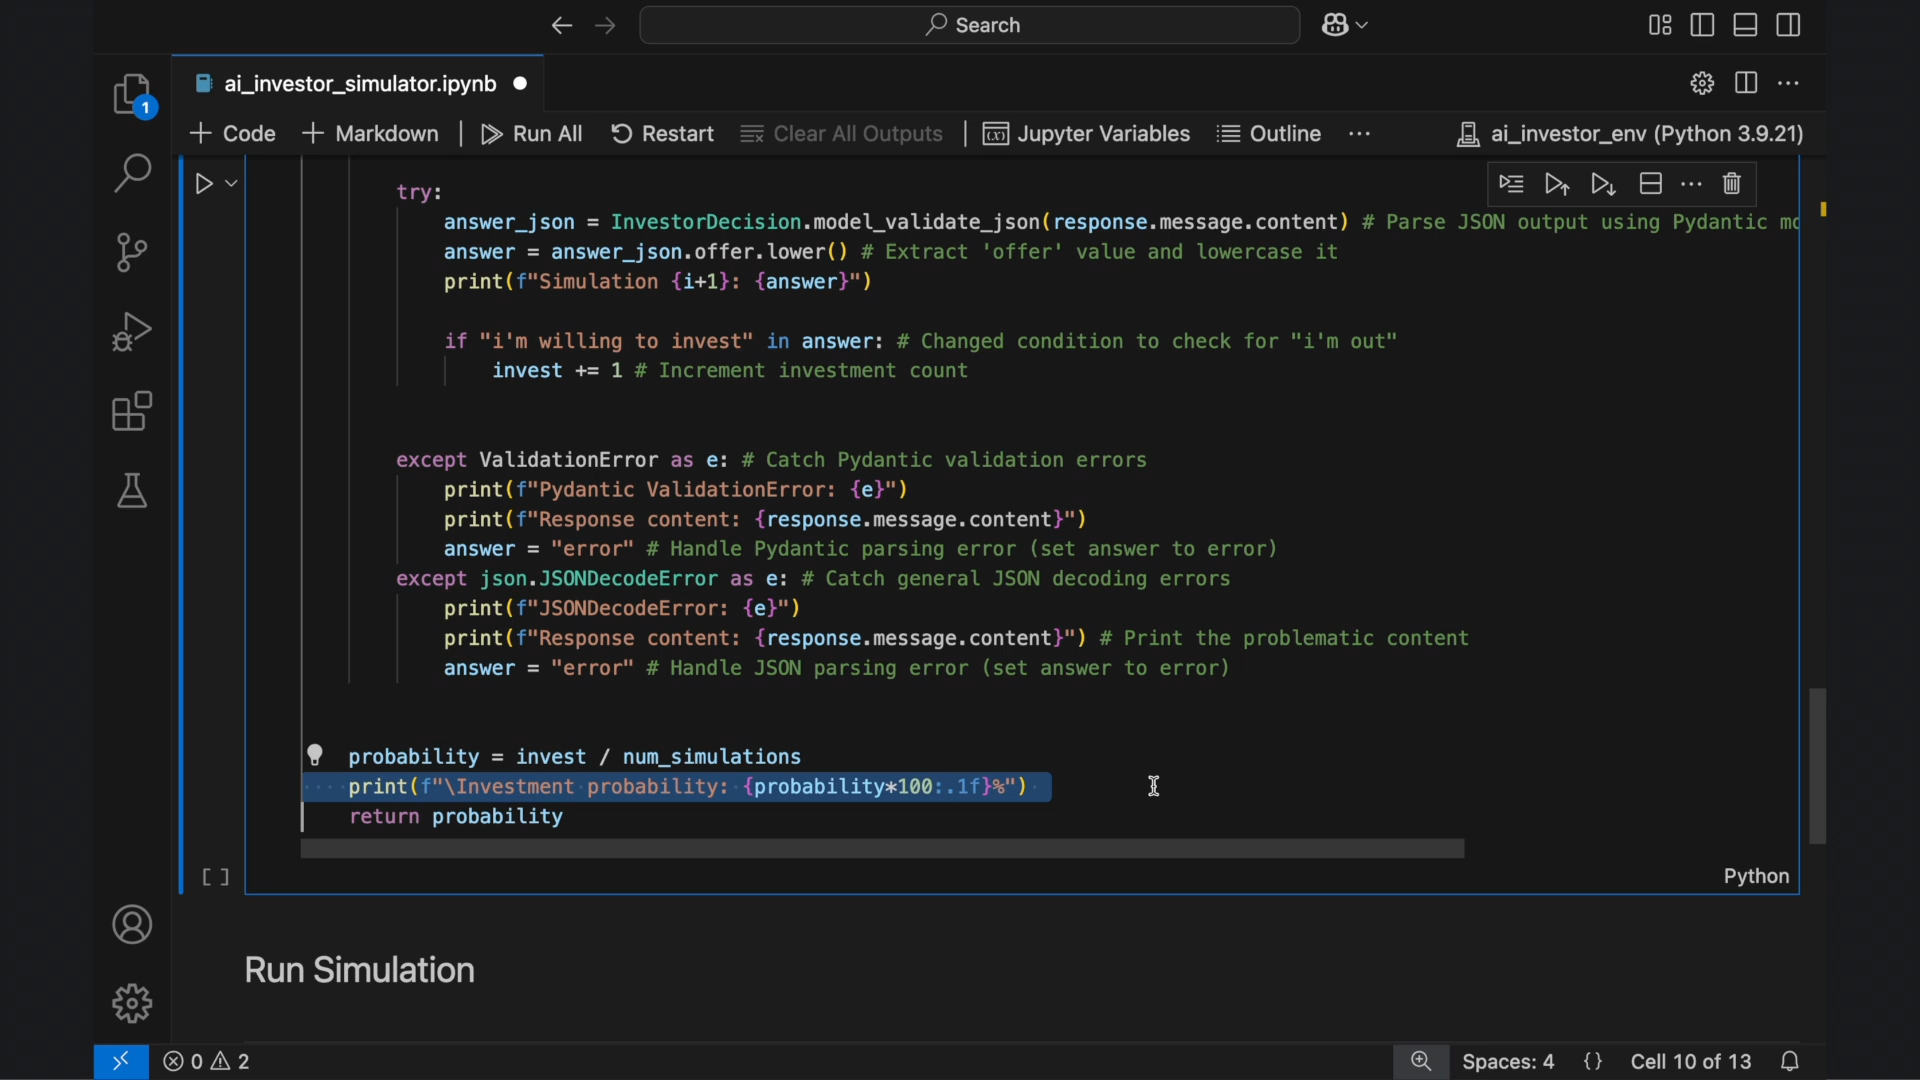 Search
ai_investor_simulator.ipynb
1
Code
Markdown
Run All
Restart
Clear All Outputs
Jupyter Variables
Outline
ai_investor_env (Python 3.9.21)
try:
answer_json = InvestorDecision.model_validate_json(response.message.content) # Parse JSON output using Pydantic mo
answer = answer_json.offer.lower() # Extract 'offer' value and lowercase it
print(f"Simulation {i+1}: {answer}")
if "i'm willing to invest" in answer: # Changed condition to check for "i'm out"
invest += 1 # Increment investment count
except ValidationError as e: # Catch Pydantic validation errors
print(f"Pydantic ValidationError: {e}")
print(f"Response content: {response.message.content}")
answer = "error" # Handle Pydantic parsing error (set answer to error)
except json.JSONDecodeError as e: # Catch general JSON decoding errors
print(f"JSONDecodeError: {e}")
print(f"Response content: {response.message.content}") # Print the problematic content
answer = "error" # Handle JSON parsing error (set answer to error)
probability = invest / num_simulations
print(f"\Investment probability: {probability*100:.1f}%")
return probability
[ ]
Python
Run Simulation
0 2
Spaces: 4 {} Cell 10 of 13